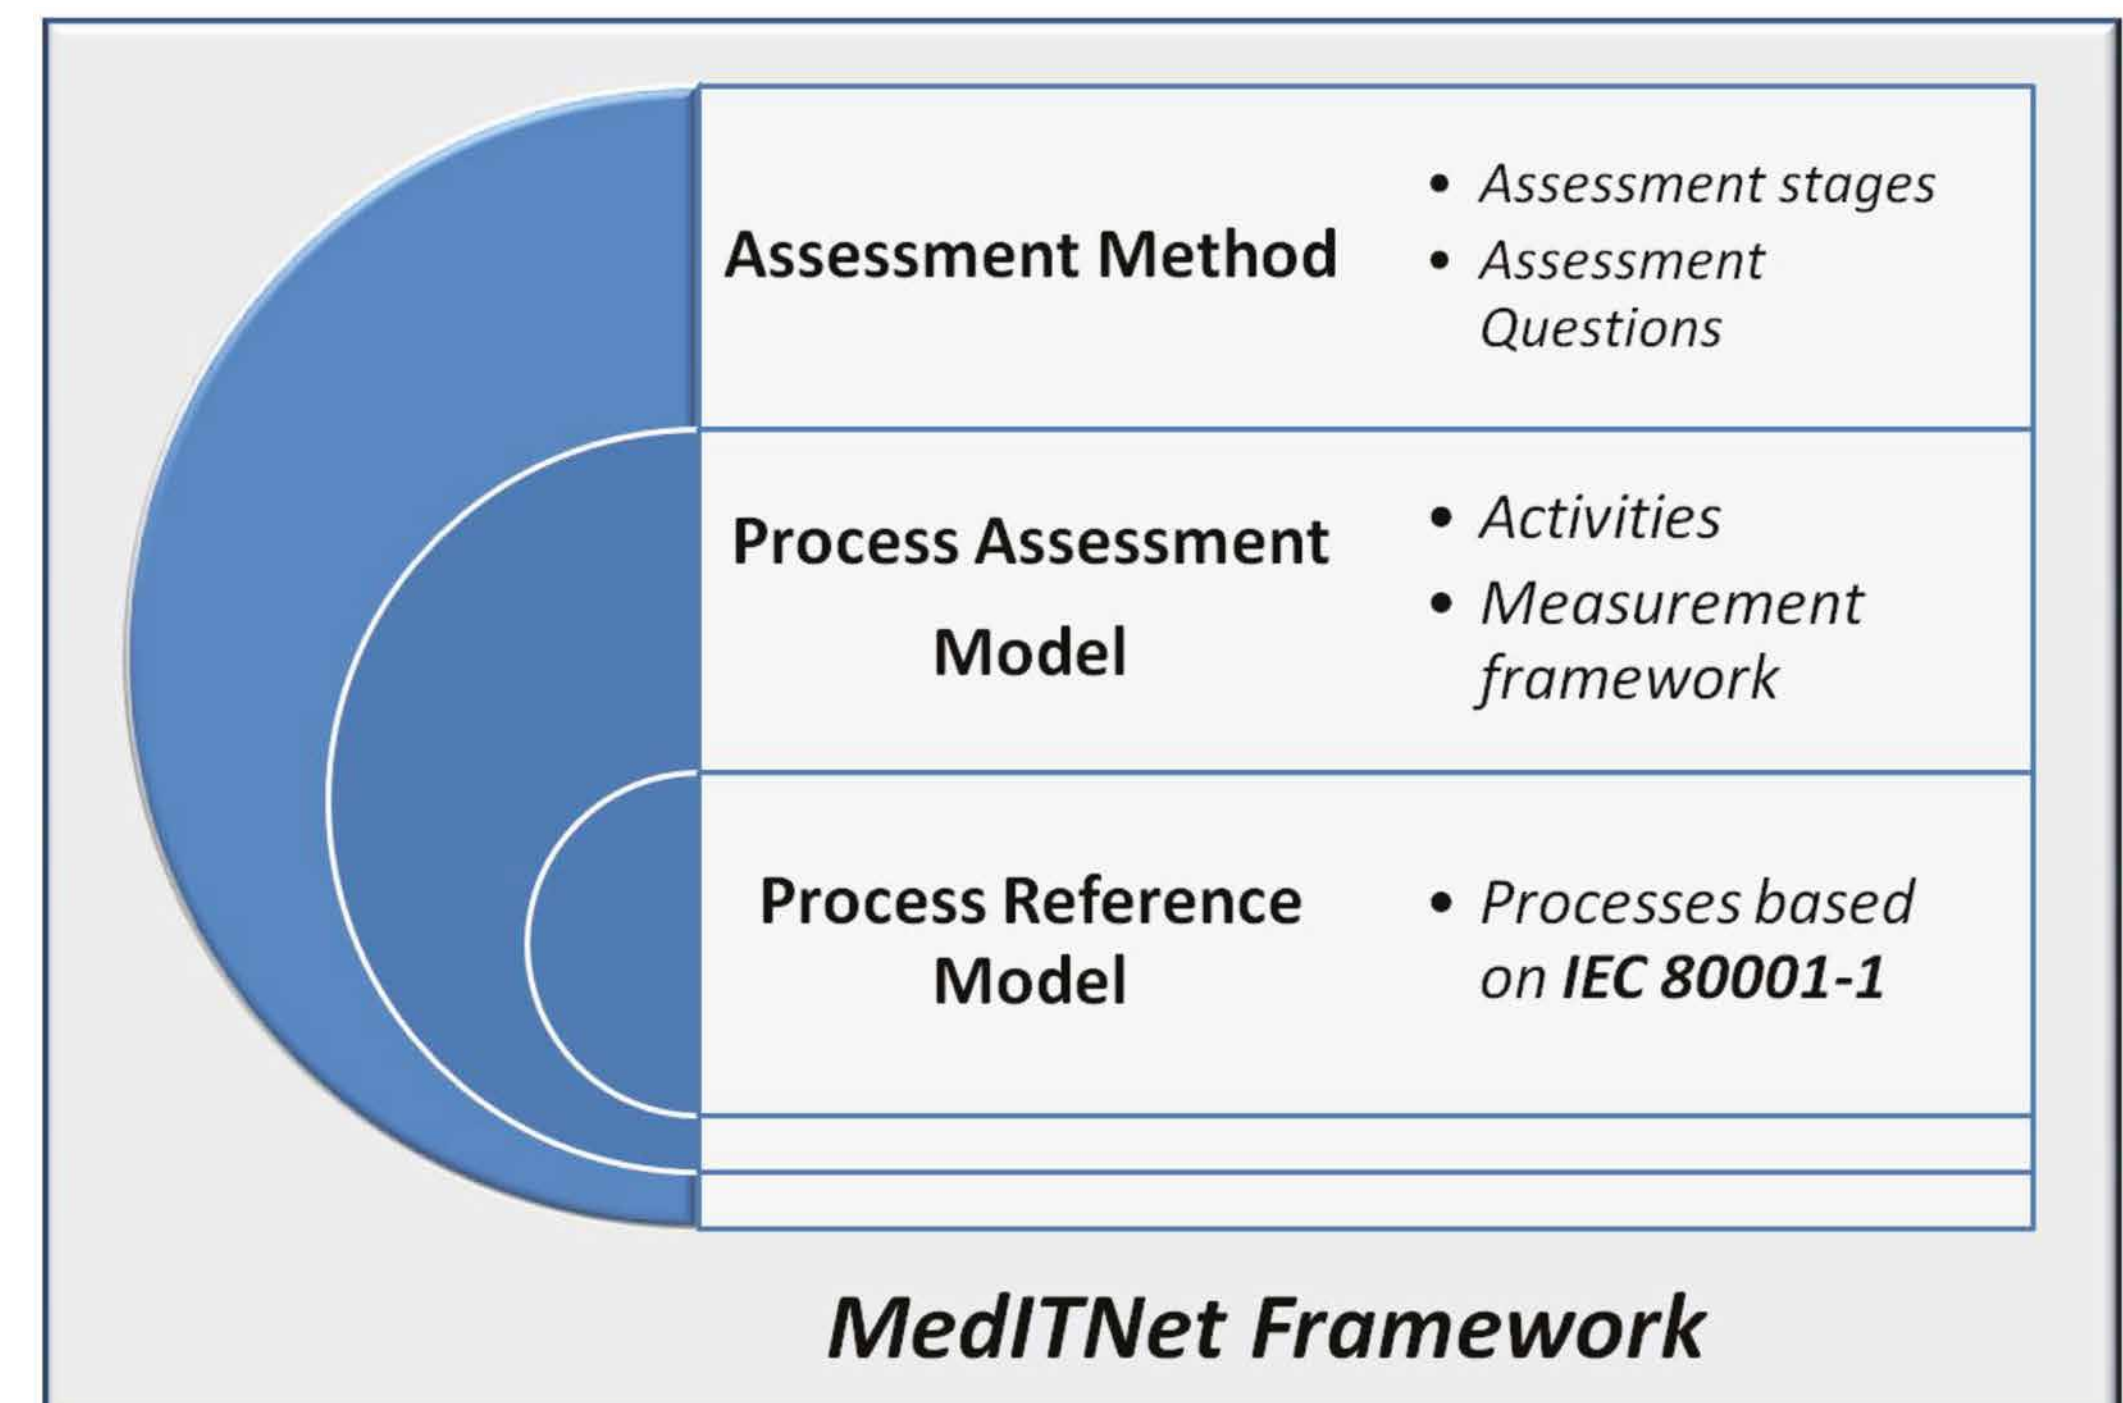 Assessment Method
• Assessment stages
• Assessment
Questions
Process Assessment
Model
• Activities
• Measurement
framework
Process Reference
Model
• Processes based
on IEC 80001-1
MedITNet Framework